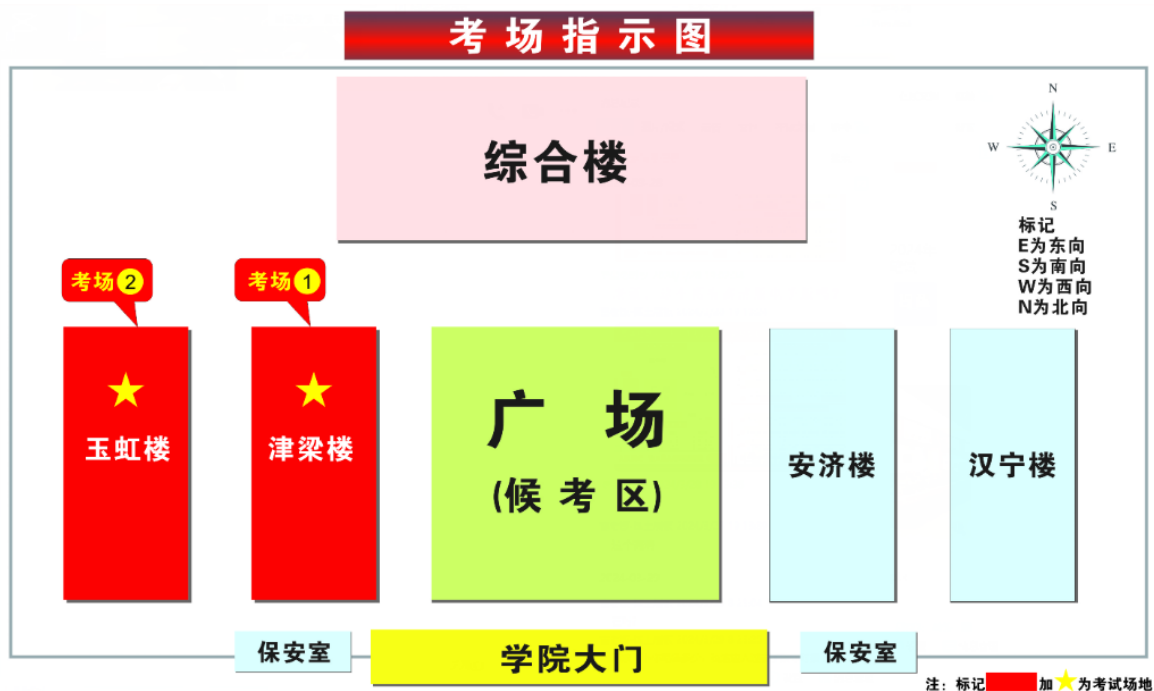 考场指示图
综合楼
N
W
E
S
标记
E为东向
S为南向
W为西向
N为北向
考场2
考场1
玉虹楼
津梁楼
广场
(候考区)
安济楼
汉宁楼
保安室
学院大门
保安室
注：标记 加 为考试场地